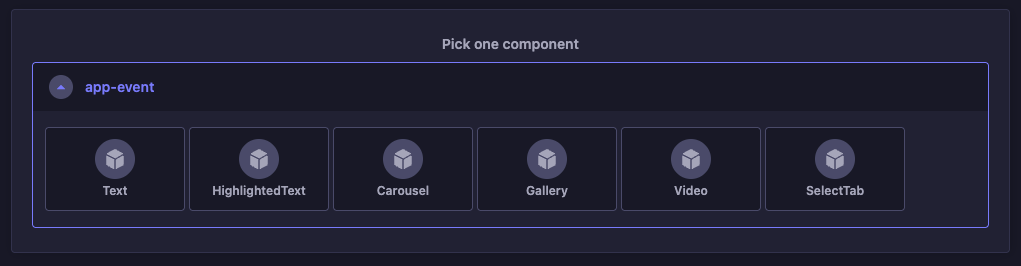 Pick one component
app-event
Text
HighlightedText
Carousel
Gallery
Video
SelectTab